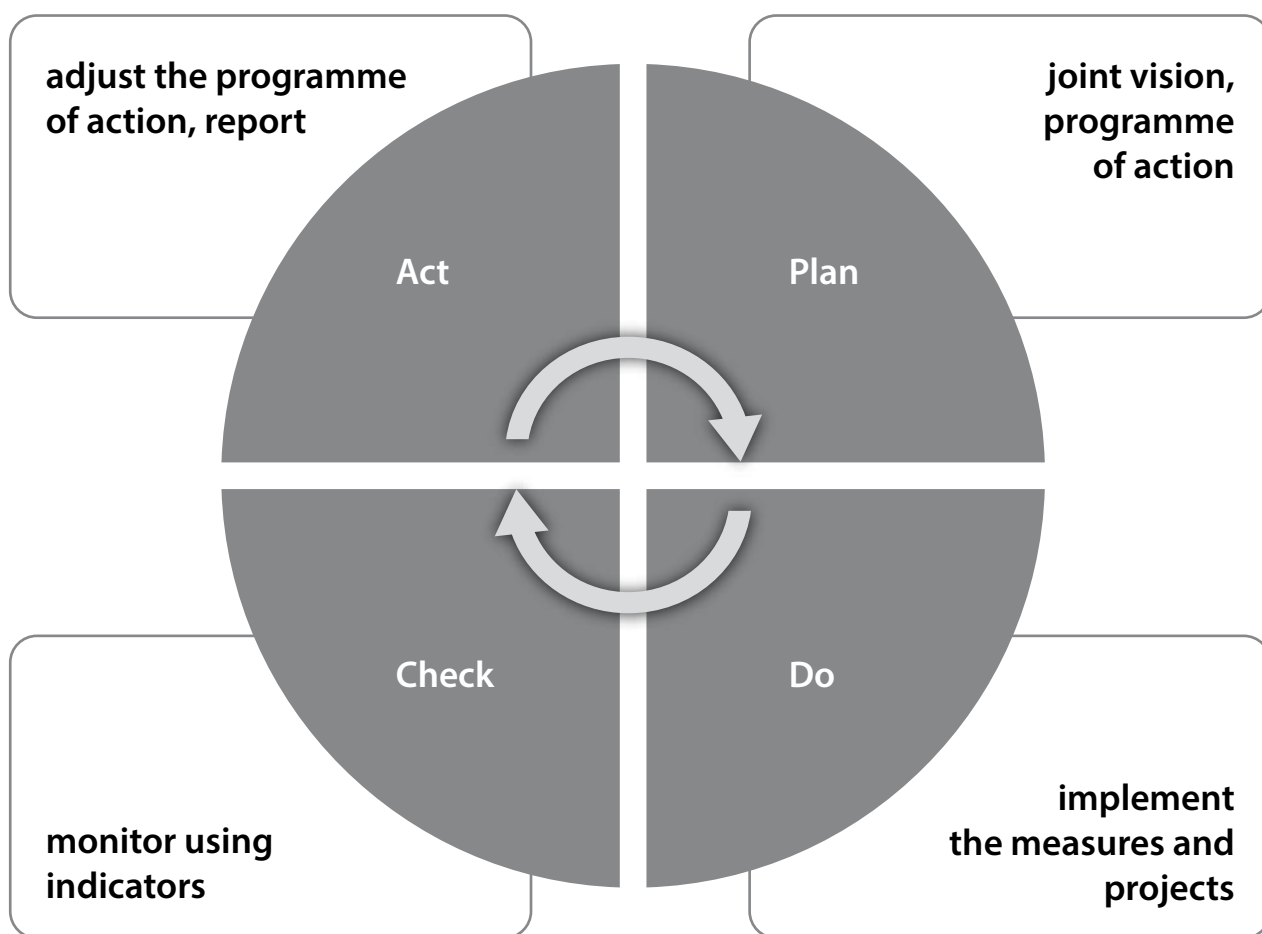 adjust the programme
of action, report
joint vision,
programme
of action
Act
Plan
Check
Do
monitor using
indicators
implement
the measures and
projects